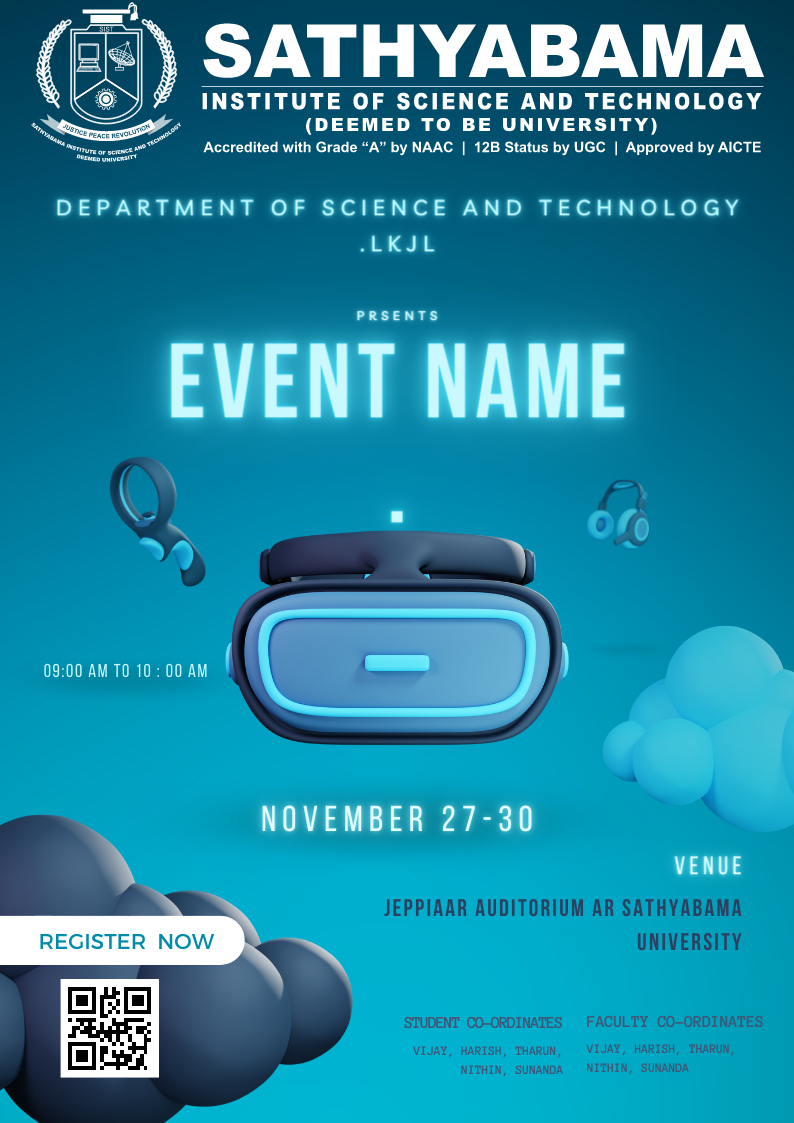 SIST
JUSTICE PEACE REVOLUTION
SATHYABAMA INSTITUTE OF SCIENCE AND TECHNOLOGY
DEEMED UNIVERSITY
SATHYABAMA
INSTITUTE OF SCIENCE AND TECHNOLOGY
(DEEMED TO BE UNIVERSITY)
Accredited with Grade “A” by NAAC | 12B Status by UGC | Approved by AICTE
DEPARTMENT OF SCIENCE AND TECHNOLOGY
.LKJL
PRSENTS
EVENT NAME
09:00 AM TO 10 : 00 AM
NOVEMBER 27-30
VENUE
JEPPIAAR AUDITORIUM AR SATHYABAMA
UNIVERSITY
REGISTER NOW
STUDENT CO-ORDINATES
VIJAY, HARISH, THARUN,
NITHIN, SUNANDA
FACULTY CO-ORDINATES
VIJAY, HARISH, THARUN,
NITHIN, SUNANDA